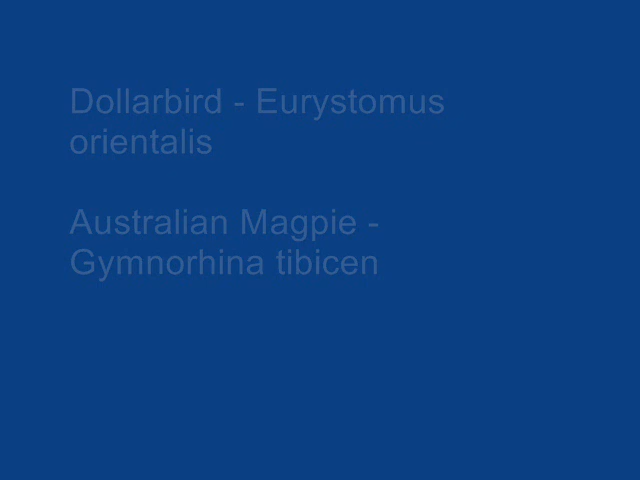 Dollarbird - Eurystomus
orientalis
Australian Magpie -
Gymnorhina tibicen